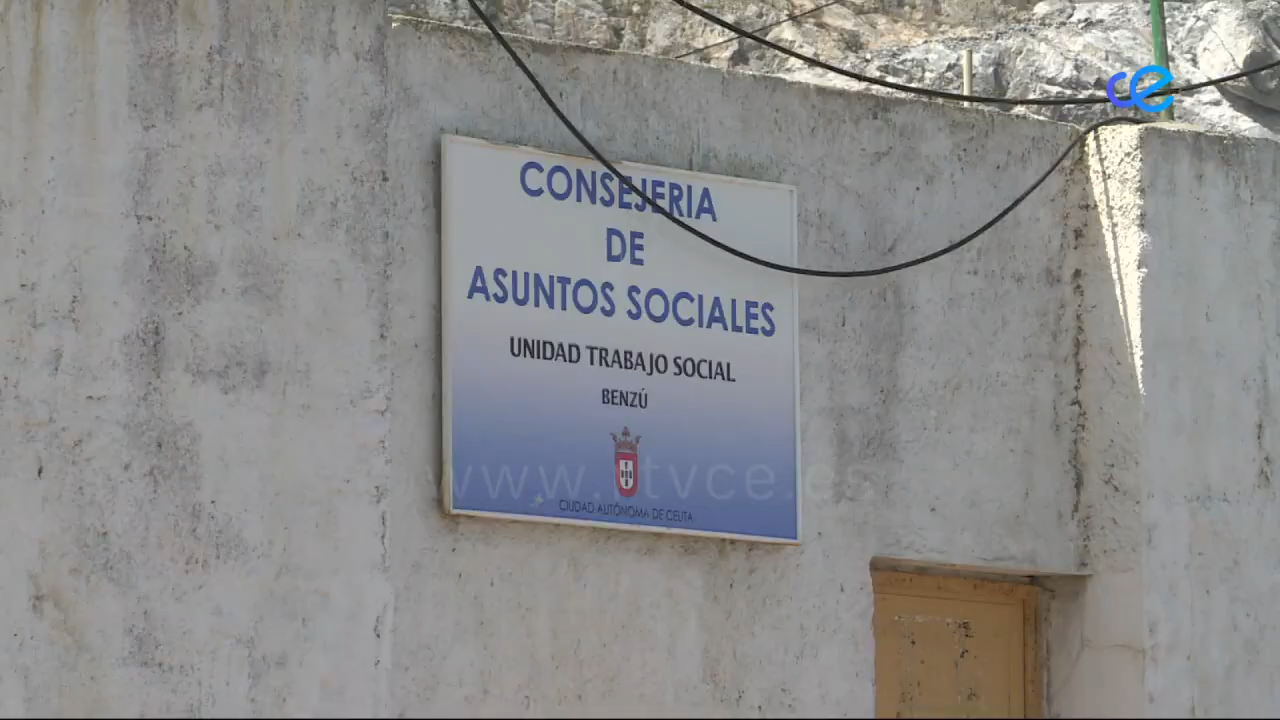 ce
CONSEJERIA
DE
ASUNTOS SOCIALES
UNIDAD TRABAJO SOCIAL
BENZÚ
www.rtvce.es
CIUDAD AUTÓNOMA DE CEUTA